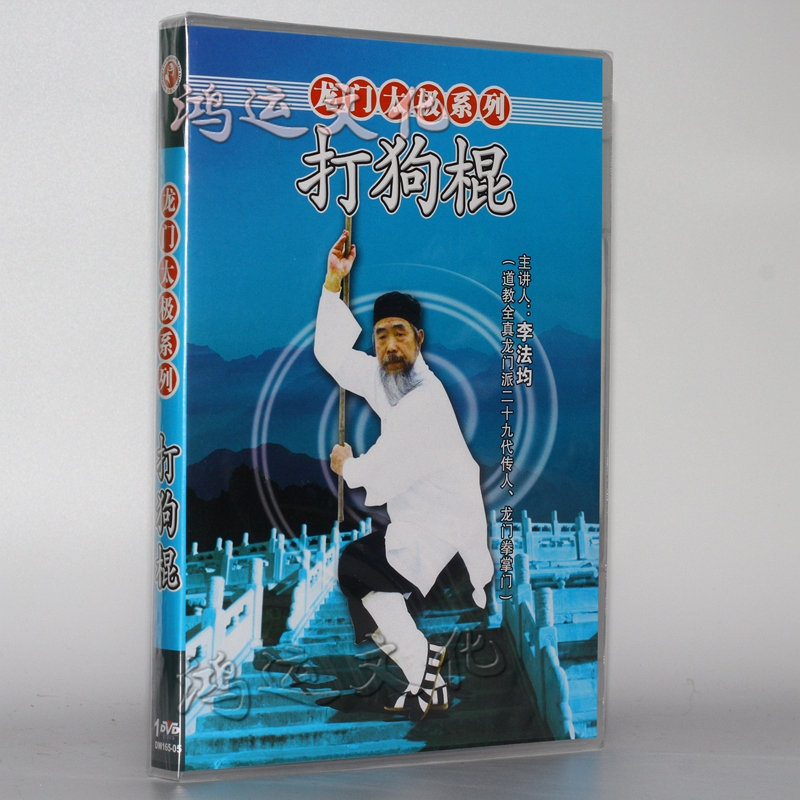 龙门太极系列
打狗棍
主讲人：李法均
（道教全真龙门派二十九代传人、龙门拳掌门）
龙门太极系列
打狗棍
1 DVD
DM165-05
鸿运文化
鸿运文化